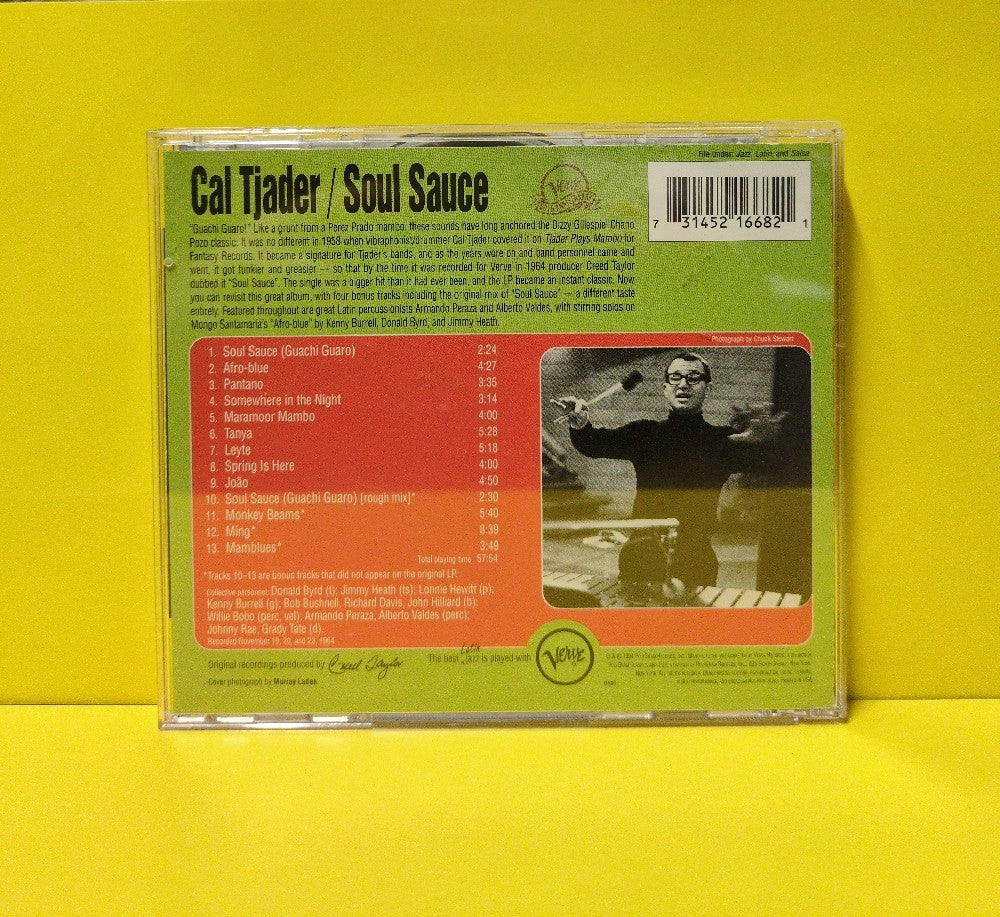 File under: Jazz, Latin, and Salsa
Cal Tjader / Soul Sauce
VERVE
7 31452 16682 1
"Guachi Guaro!" Like a grunt from a Perez Prado mambo, these sounds have long anchored the Dizzy Gillespie-Chano
Pozo classic. It was no different in 1958 when vibraphonist/drummer Cal Tjader covered it on Tjader Plays Mambo for
Fantasy Records. It became a signature for Tjader's bands, and as the years wore on and band personnel came and
went, it got funkier and greasier — so that by the time it was recorded for Verve in 1964 producer Creed Taylor
dubbed it "Soul Sauce". The single was a bigger hit than it had ever been, and the LP became an instant classic. Now
you can revisit this great album, with four bonus tracks including the original mix of "Soul Sauce" — a different taste
entirely. Featured throughout are great Latin percussionists Armando Peraza and Alberto Valdes, with stirring solos on
Mongo Santamaria's "Afro-blue" by Kenny Burrell, Donald Byrd, and Jimmy Heath.
Photograph by Chuck Stewart
1. Soul Sauce (Guachi Guaro) 2:24
2. Afro-blue 4:27
3. Pantano 3:35
4. Somewhere in the Night 3:14
5. Maramoor Mambo 4:00
6. Tanya 5:28
7. Leyte 5:18
8. Spring Is Here 4:00
9. João 4:50
10. Soul Sauce (Guachi Guaro) [rough mix]* 2:30
11. Monkey Beams* 5:40
12. Ming* 8:39
13. Mamblues* 3:49
Total playing time 57:54
*Tracks 10–13 are bonus tracks that did not appear on the original LP.
Collective personnel: Donald Byrd (t); Jimmy Heath (ts); Lonnie Hewitt (p);
Kenny Burrell (g); Bob Bushnell, Richard Davis, John Hilliard (b);
Willie Bobo (perc, vcl); Armando Peraza, Alberto Valdes (perc);
Johnny Rae, Grady Tate (d)
Recorded November 19, 20, and 23, 1964
Original recordings produced by Creed Taylor
Cover photograph by Murray Laden
The best Latin jazz is played with
Verve